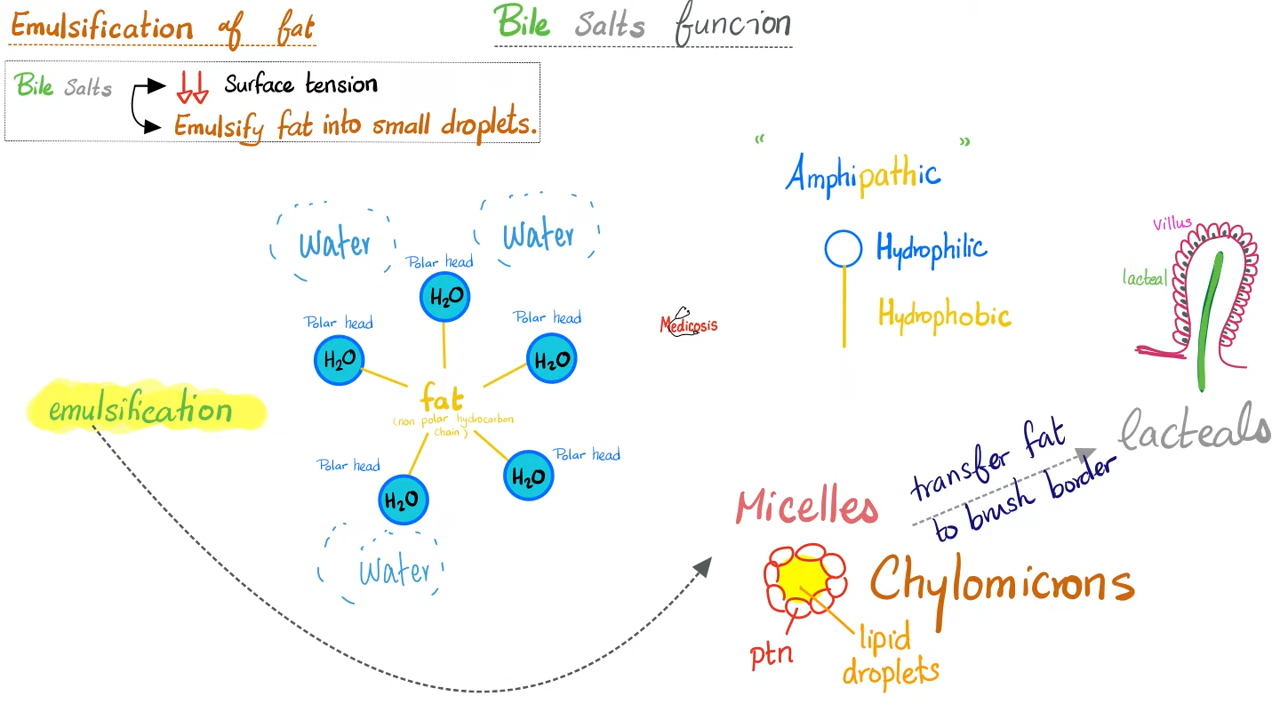 Emulsification of fat
Bile Salts funcion
Bile Salts
Surface tension
Emulsify fat into small droplets.
“ ”
Amphipathic
Hydrophilic
Hydrophobic
Water
Water
Polar head
H₂O
Polar head
H₂O
Polar head
H₂O
fat
(non polar hydrocarbon
chain)
Polar head
H₂O
Polar head
H₂O
Water
Medicosis
villus
lacteal
lacteals
emulsification
transfer fat
to brush border
Micelles
Chylomicrons
ptn
lipid
droplets